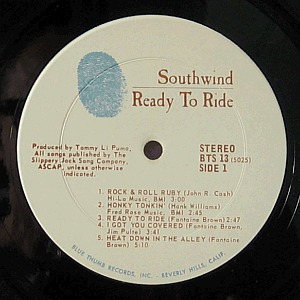 Southwind
Ready To Ride
Produced by Tommy Li Puma,
All songs published by The
Slippery Jack Song Company,
ASCAP, unless otherwise
indicated.
STEREO
BTS 13 (5025)
SIDE 1
1. ROCK & ROLL RUBY (John R. Cash)
Hi-Lo Music, BMI 3:00
2. HONKY TONKIN' (Hank Williams)
Fred Rose Music, BMI 2:45
3. READY TO RIDE (Fontaine Brown) 2:47
4. I GOT YOU COVERED (Fontaine Brown,
Jim Pulte) 3:41
5. HEAT DOWN IN THE ALLEY (Fontaine
Brown) 5:10
BLUE THUMB RECORDS, INC. - BEVERLY HILLS, CALIF.